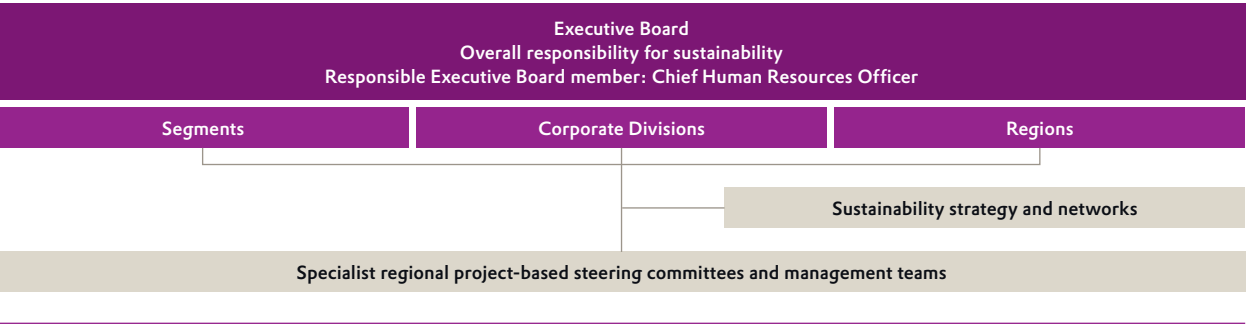 Executive Board
Overall responsibility for sustainability
Responsible Executive Board member: Chief Human Resources Officer
Segments
Corporate Divisions
Regions
Sustainability strategy and networks
Specialist regional project-based steering committees and management teams